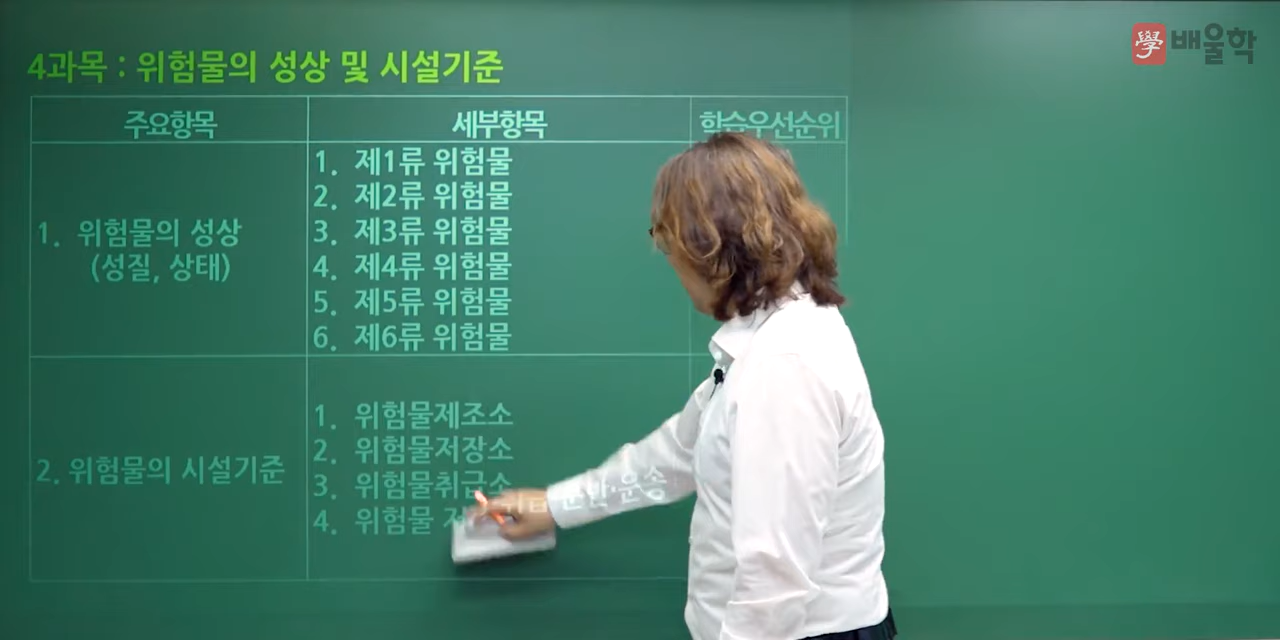 學 배울학
4과목 : 위험물의 성상 및 시설기준
주요항목 세부항목 학습우선순위
1. 위험물의 성상
(성질, 상태)
1. 제1류 위험물
2. 제2류 위험물
3. 제3류 위험물
4. 제4류 위험물
5. 제5류 위험물
6. 제6류 위험물
2. 위험물의 시설기준
1. 위험물제조소
2. 위험물저장소
3. 위험물취급소
4. 위험물 운반·운송